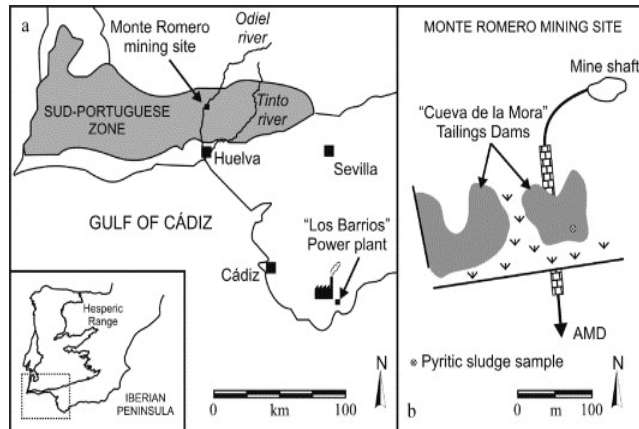 a
Monte Romero
mining site
Odiel
river
SUD-PORTUGUESE
ZONE
Tinto
river
Huelva
Sevilla
GULF OF CÁDIZ
"Los Barrios"
Power plant
Cádiz
Hesperic
Range
IBERIAN
PENINSULA
N
0
100
km
MONTE ROMERO MINING SITE
Mine shaft
"Cueva de la Mora"
Tailings Dams
AMD
Pyritic sludge sample
N
0
100
m
b